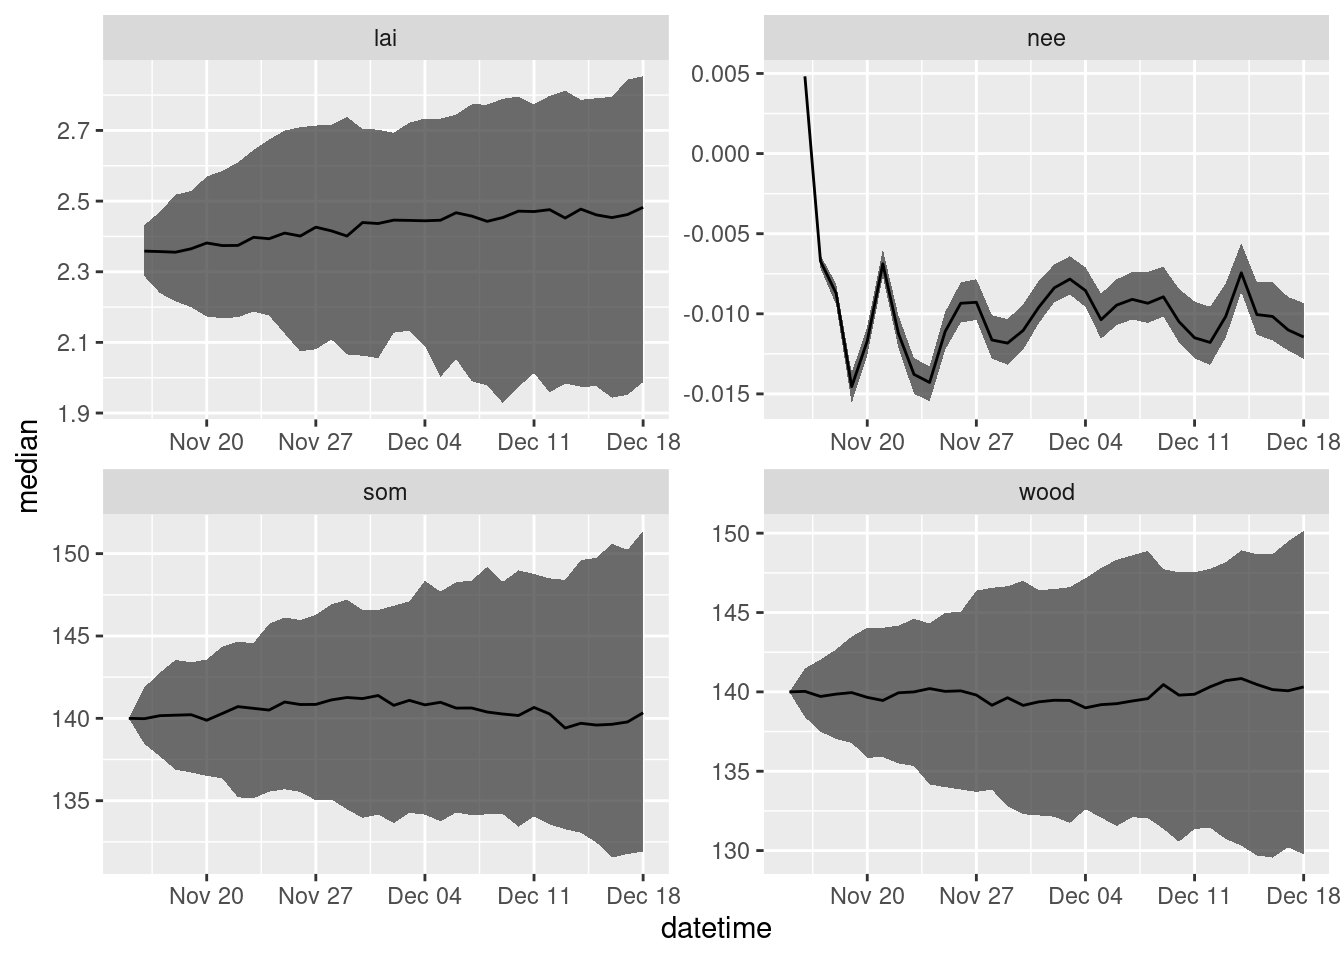 lai
nee
2.7
2.5
2.3
2.1
1.9
0.005
0.000
-0.005
-0.010
-0.015
Nov 20 Nov 27 Dec 04 Dec 11 Dec 18
Nov 20 Nov 27 Dec 04 Dec 11 Dec 18
median
som
wood
150
145
140
135
150
145
140
135
130
Nov 20 Nov 27 Dec 04 Dec 11 Dec 18
Nov 20 Nov 27 Dec 04 Dec 11 Dec 18
datetime